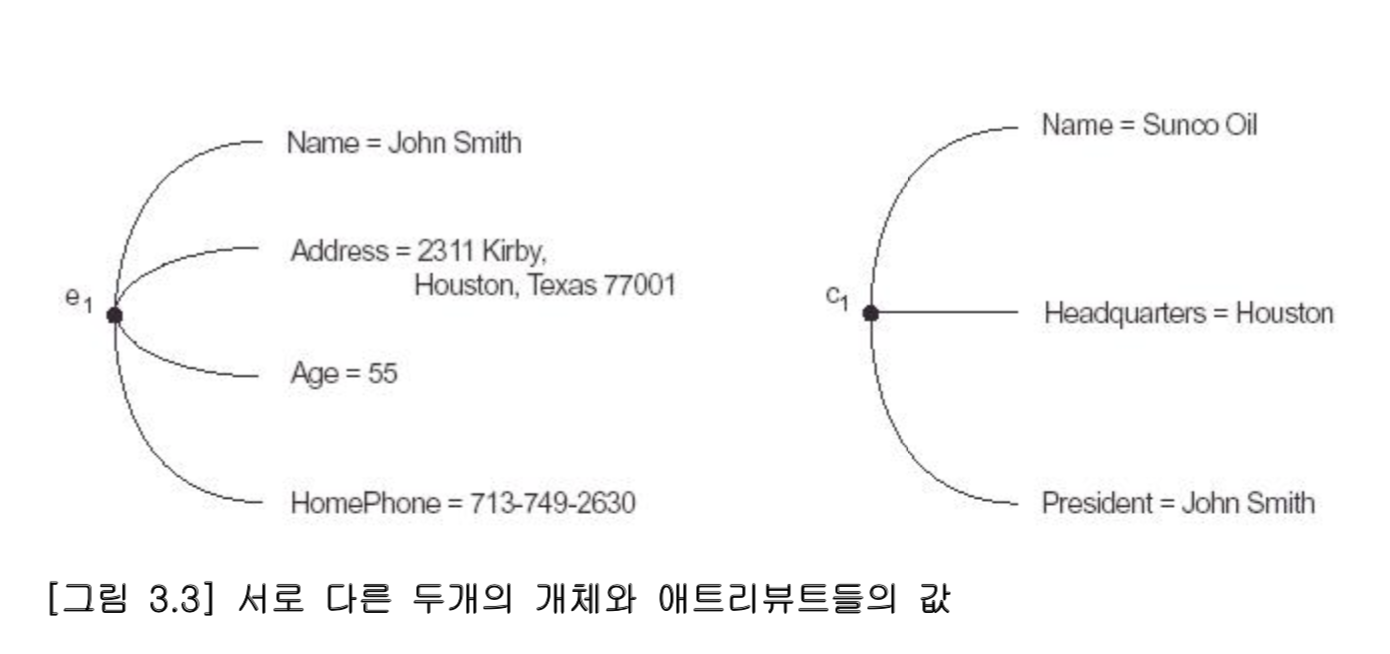 Name = John Smith
Address = 2311 Kirby,
Houston, Texas 77001
e1
Age = 55
HomePhone = 713-749-2630
Name = Sunco Oil
c1
Headquarters = Houston
President = John Smith
[그림 3.3] 서로 다른 두개의 개체와 애트리뷰트들의 값